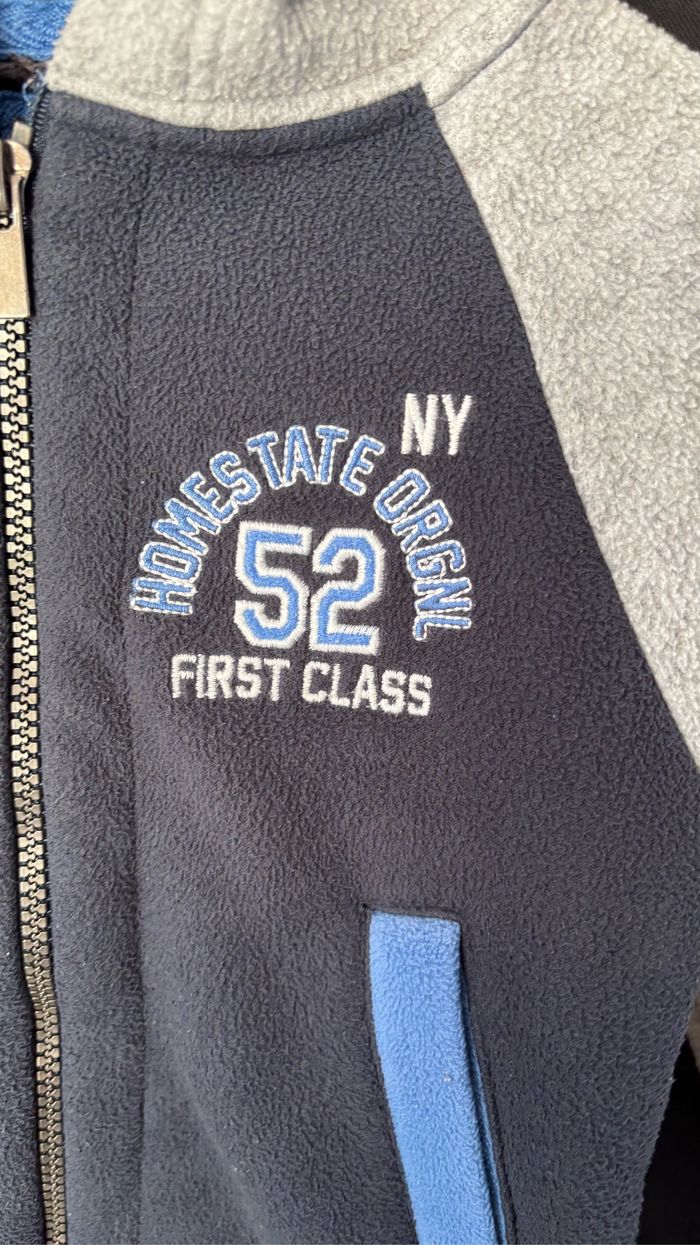 NY
HOMESTATE ORGNL
52
FIRST CLASS